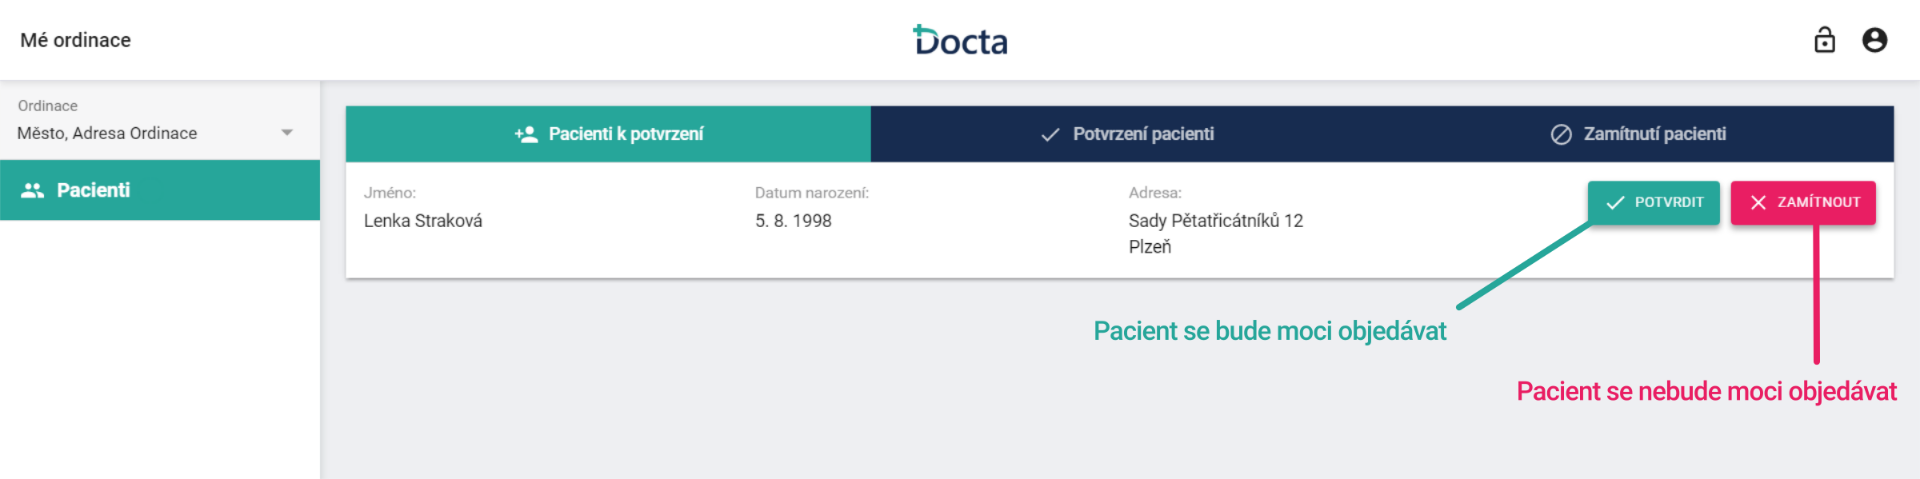 Mé ordinace
Docta
Ordinace
Město, Adresa Ordinace
Pacienti
Pacienti k potvrzení
Potvrzení pacienti
Zamítnutí pacienti
Jméno:
Lenka Straková
Datum narození:
5. 8. 1998
Adresa:
Sady Pětatřicátníků 12
Plzeň
POTVRDIT
ZAMÍTNOUT
Pacient se bude moci objedávat
Pacient se nebude moci objedávat